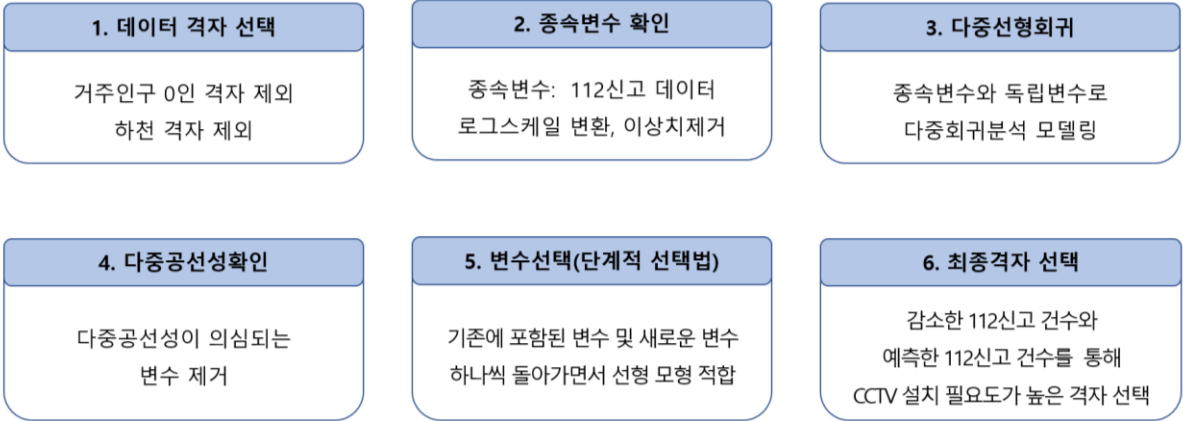 1. 데이터 격자 선택
거주인구 0인 격자 제외
하천 격자 제외
2. 종속변수 확인
종속변수: 112신고 데이터
로그스케일 변환, 이상치제거
3. 다중선형회귀
종속변수와 독립변수로
다중회귀분석 모델링
4. 다중공선성확인
다중공선성이 의심되는
변수 제거
5. 변수선택(단계적 선택법)
기존에 포함된 변수 및 새로운 변수
하나씩 돌아가면서 선형 모형 적합
6. 최종격자 선택
감소한 112신고 건수와
예측한 112신고 건수를 통해
CCTV 설치 필요도가 높은 격자 선택